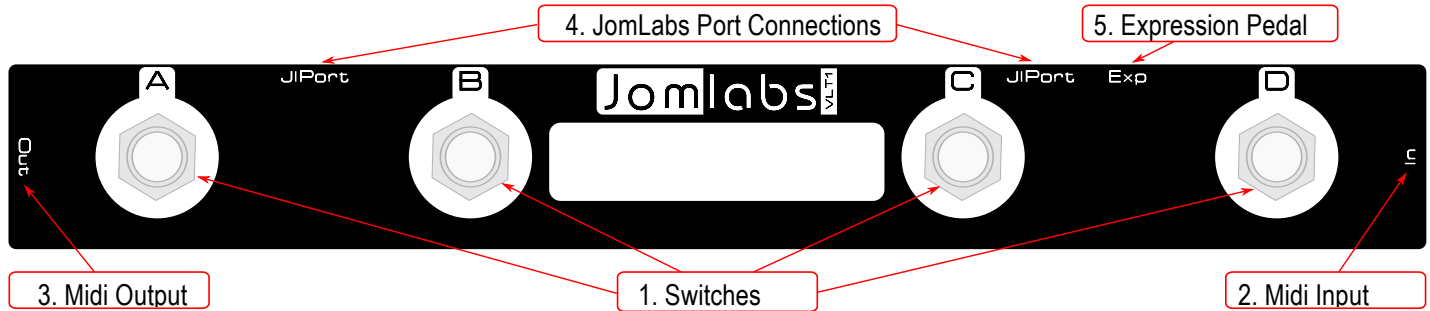 4. JomLabs Port Connections
5. Expression Pedal
A
JlPort
B
Jomlabs
VLT1
C
JlPort
Exp
D
Out
In
3. Midi Output
1. Switches
2. Midi Input